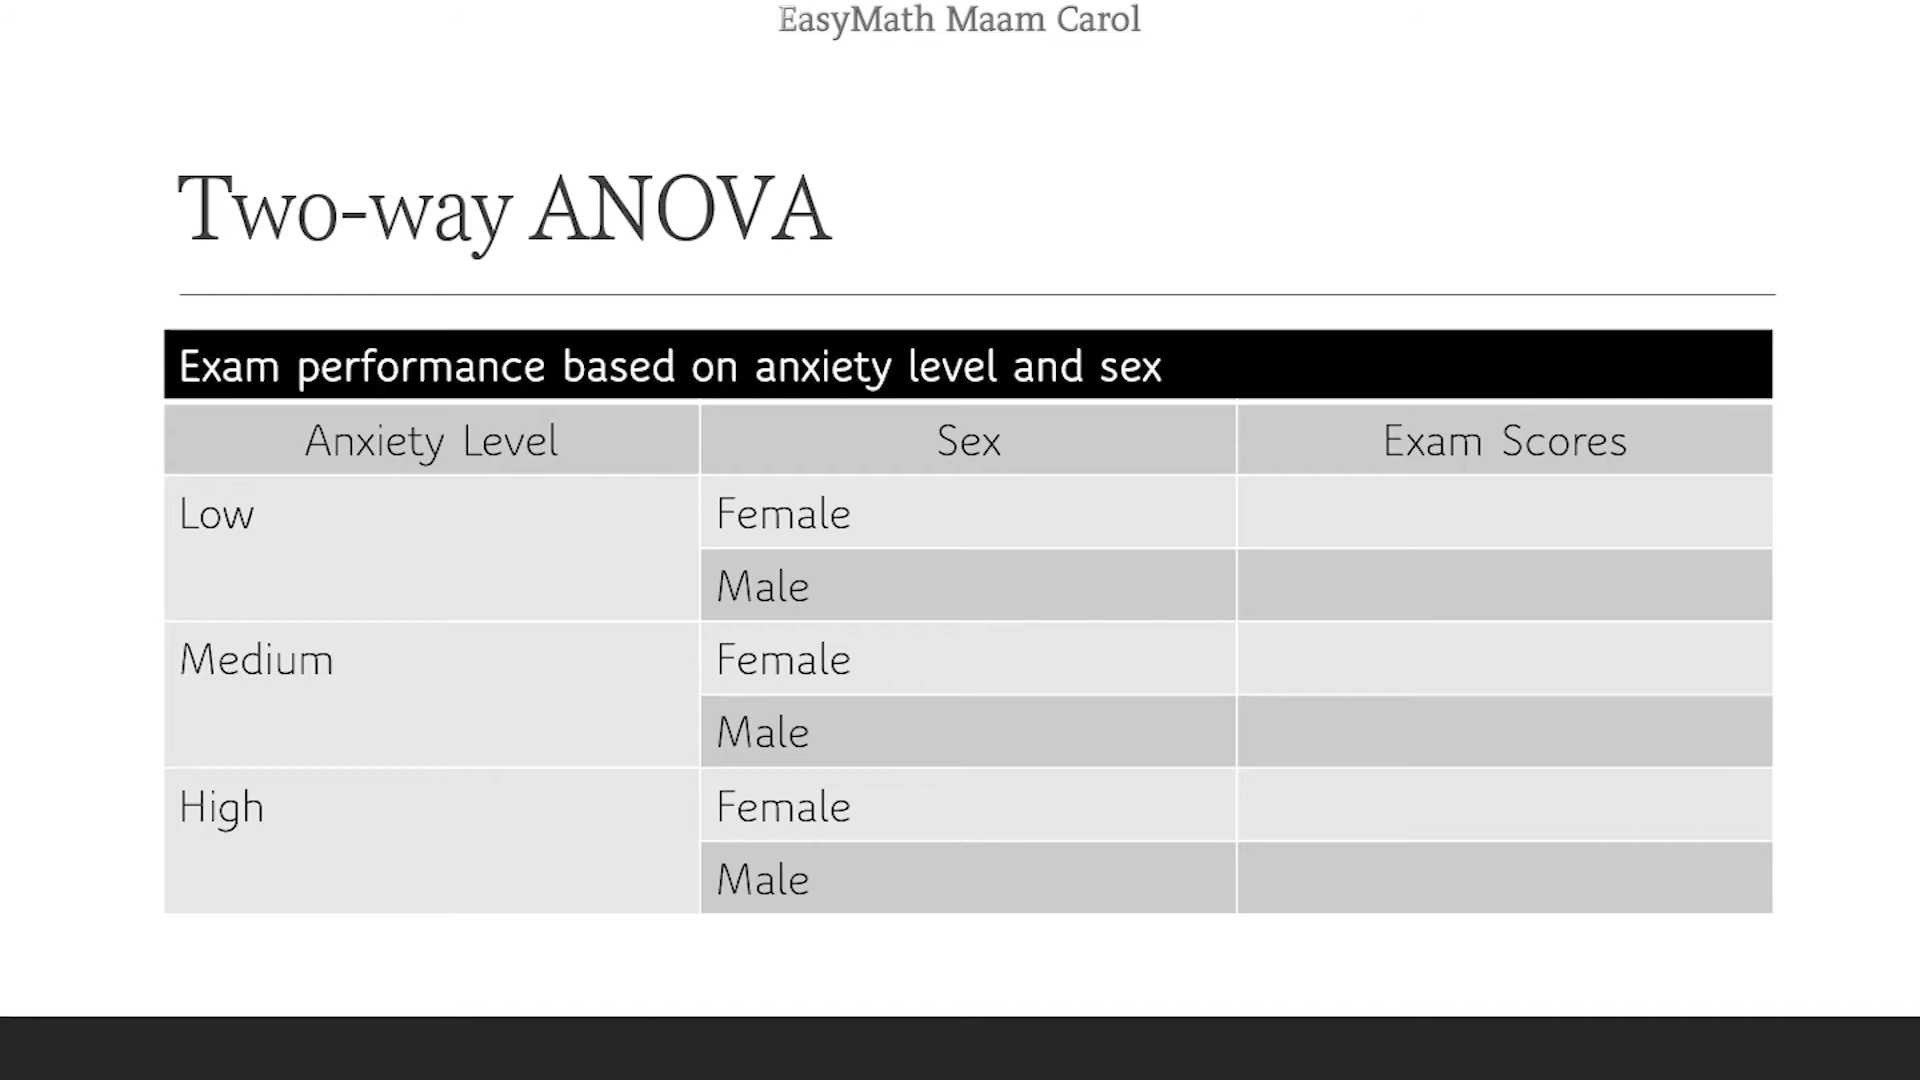 EasyMath Maam Carol
Two-way ANOVA
Exam performance based on anxiety level and sex
Anxiety Level Sex Exam Scores
Low Female
Male
Medium Female
Male
High Female
Male